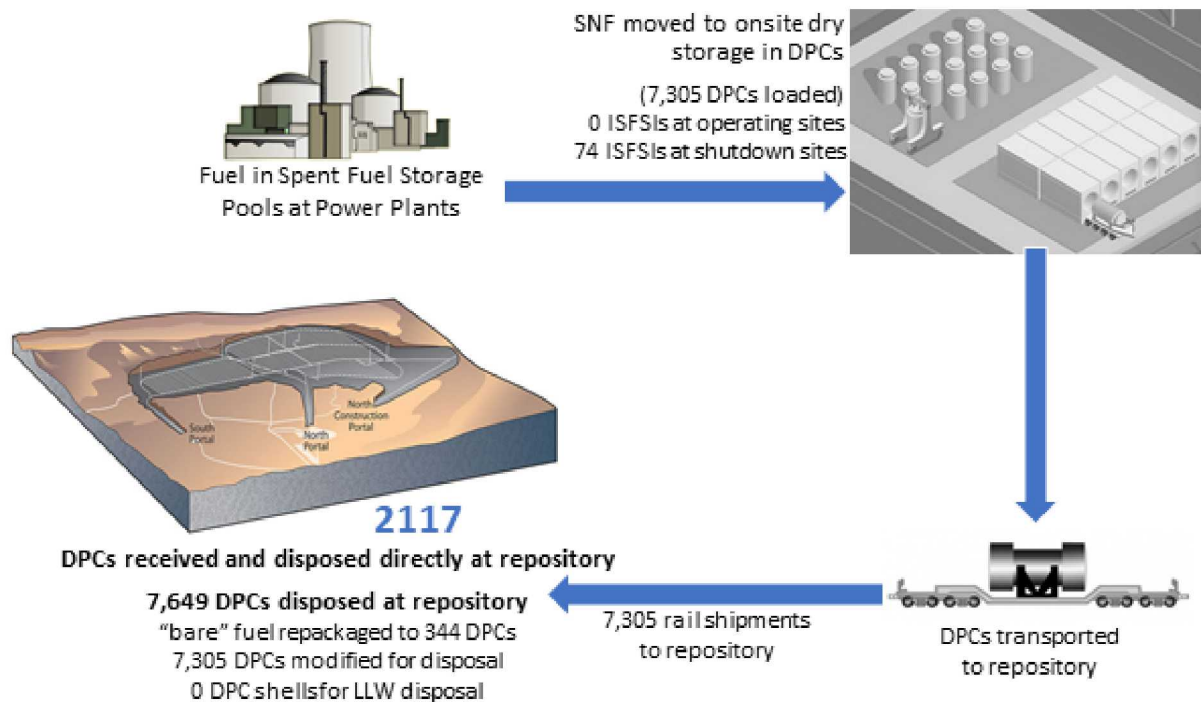 SNF moved to onsite dry
storage in DPCs
(7,305 DPCs loaded)
0 ISFSIs at operating sites
74 ISFSIs at shutdown sites
Fuel in Spent Fuel Storage
Pools at Power Plants
South
Portal
North
Portal
North
Construction
Portal
2117
DPCs received and disposed directly at repository
7,649 DPCs disposed at repository
“bare” fuel repackaged to 344 DPCs
7,305 DPCs modified for disposal
0 DPC shells for LLW disposal
7,305 rail shipments
to repository
DPCs transported
to repository